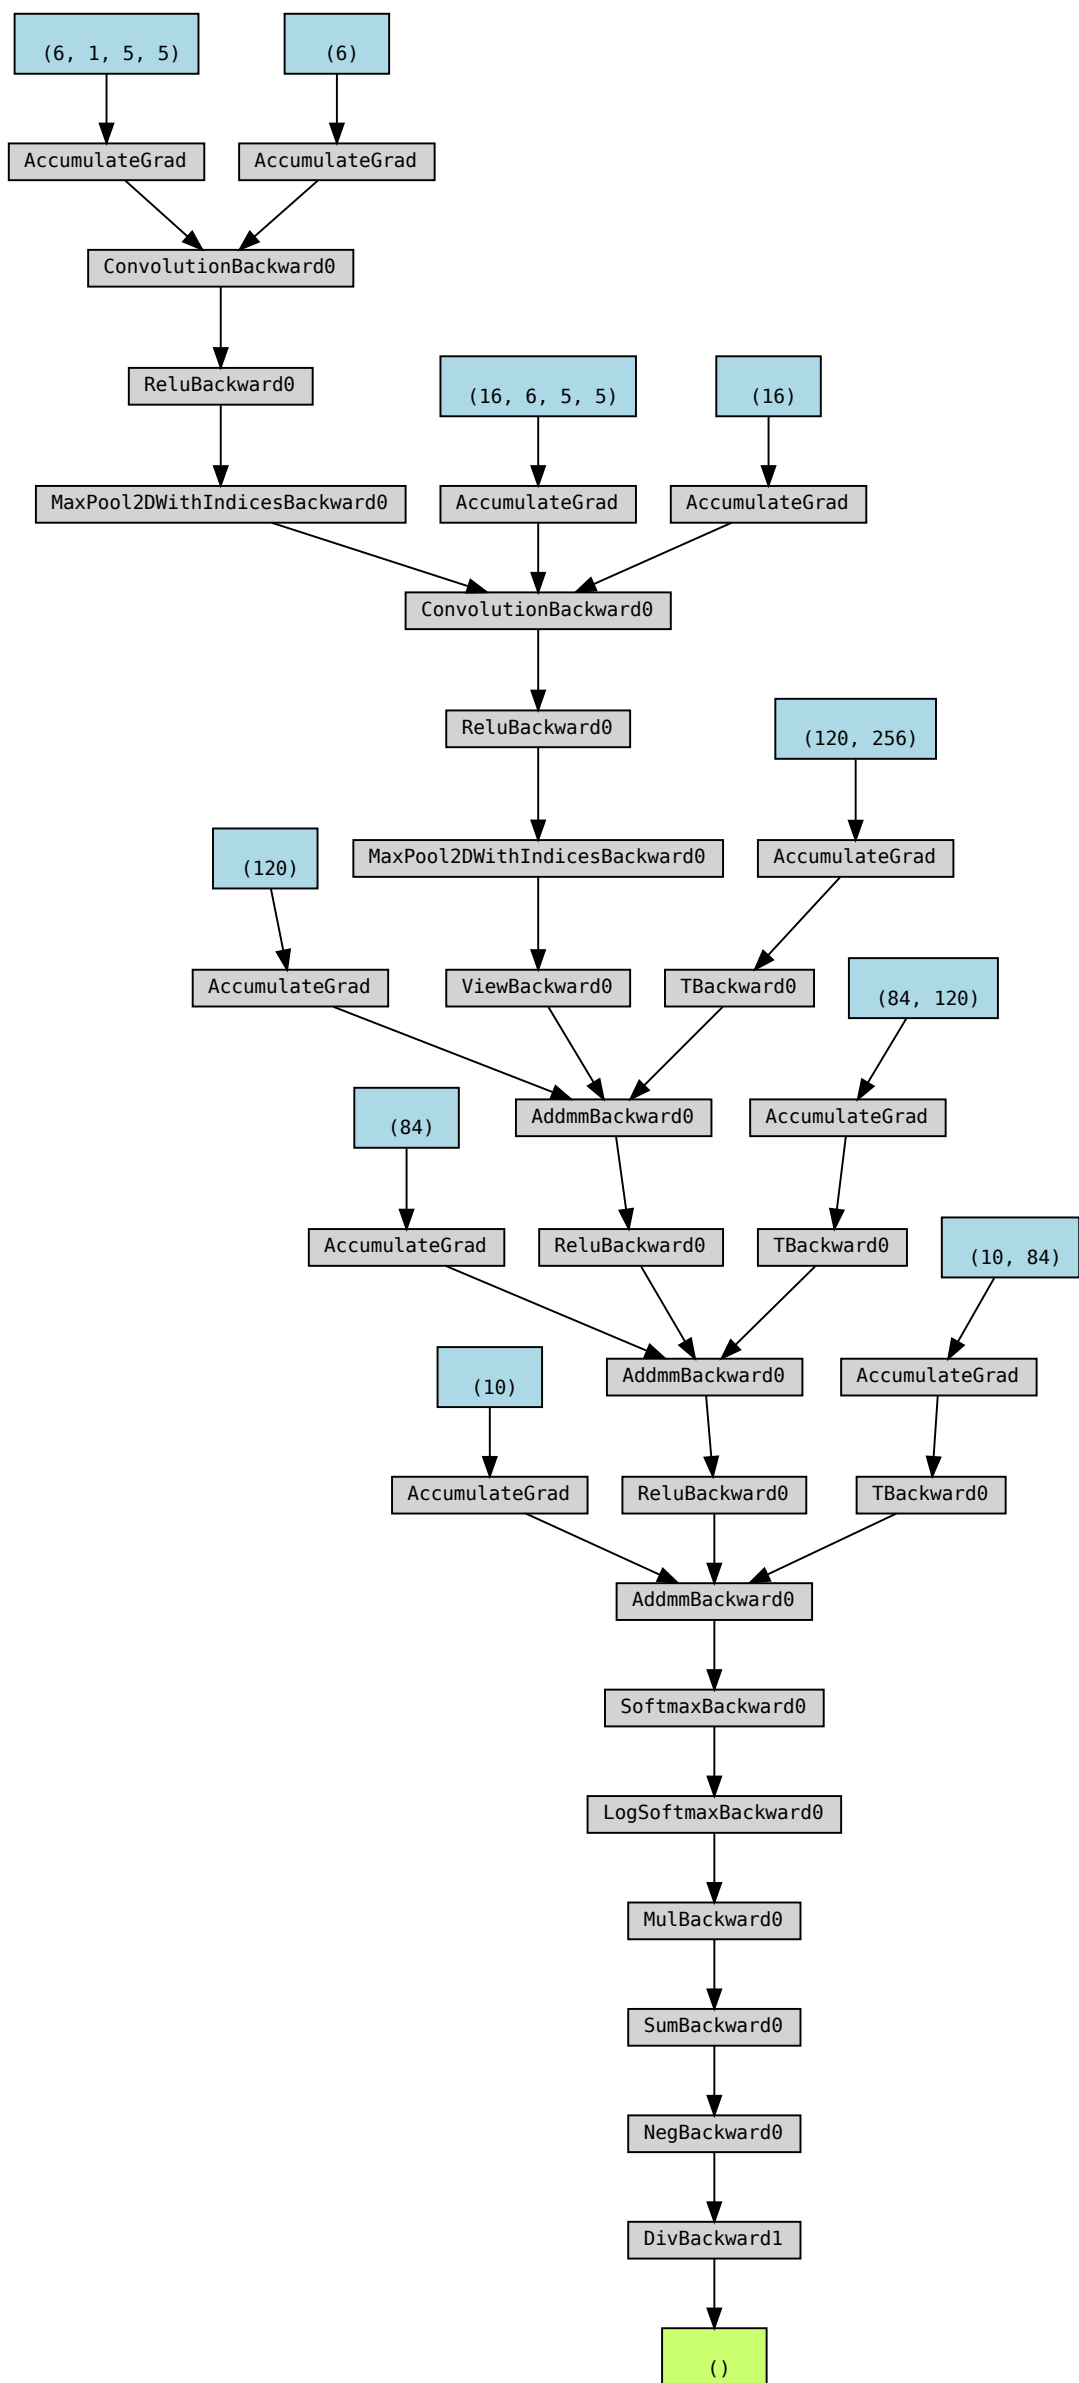 (6, 1, 5, 5)
(6)
AccumulateGrad
AccumulateGrad
ConvolutionBackward0
ReluBackward0
(16, 6, 5, 5)
(16)
MaxPool2DWithIndicesBackward0
AccumulateGrad
AccumulateGrad
ConvolutionBackward0
ReluBackward0
(120, 256)
(120)
MaxPool2DWithIndicesBackward0
AccumulateGrad
AccumulateGrad
ViewBackward0
TBackward0
(84, 120)
(84)
AddmmBackward0
AccumulateGrad
AccumulateGrad
ReluBackward0
TBackward0
(10, 84)
(10)
AddmmBackward0
AccumulateGrad
AccumulateGrad
ReluBackward0
TBackward0
AddmmBackward0
SoftmaxBackward0
LogSoftmaxBackward0
MulBackward0
SumBackward0
NegBackward0
DivBackward1
()